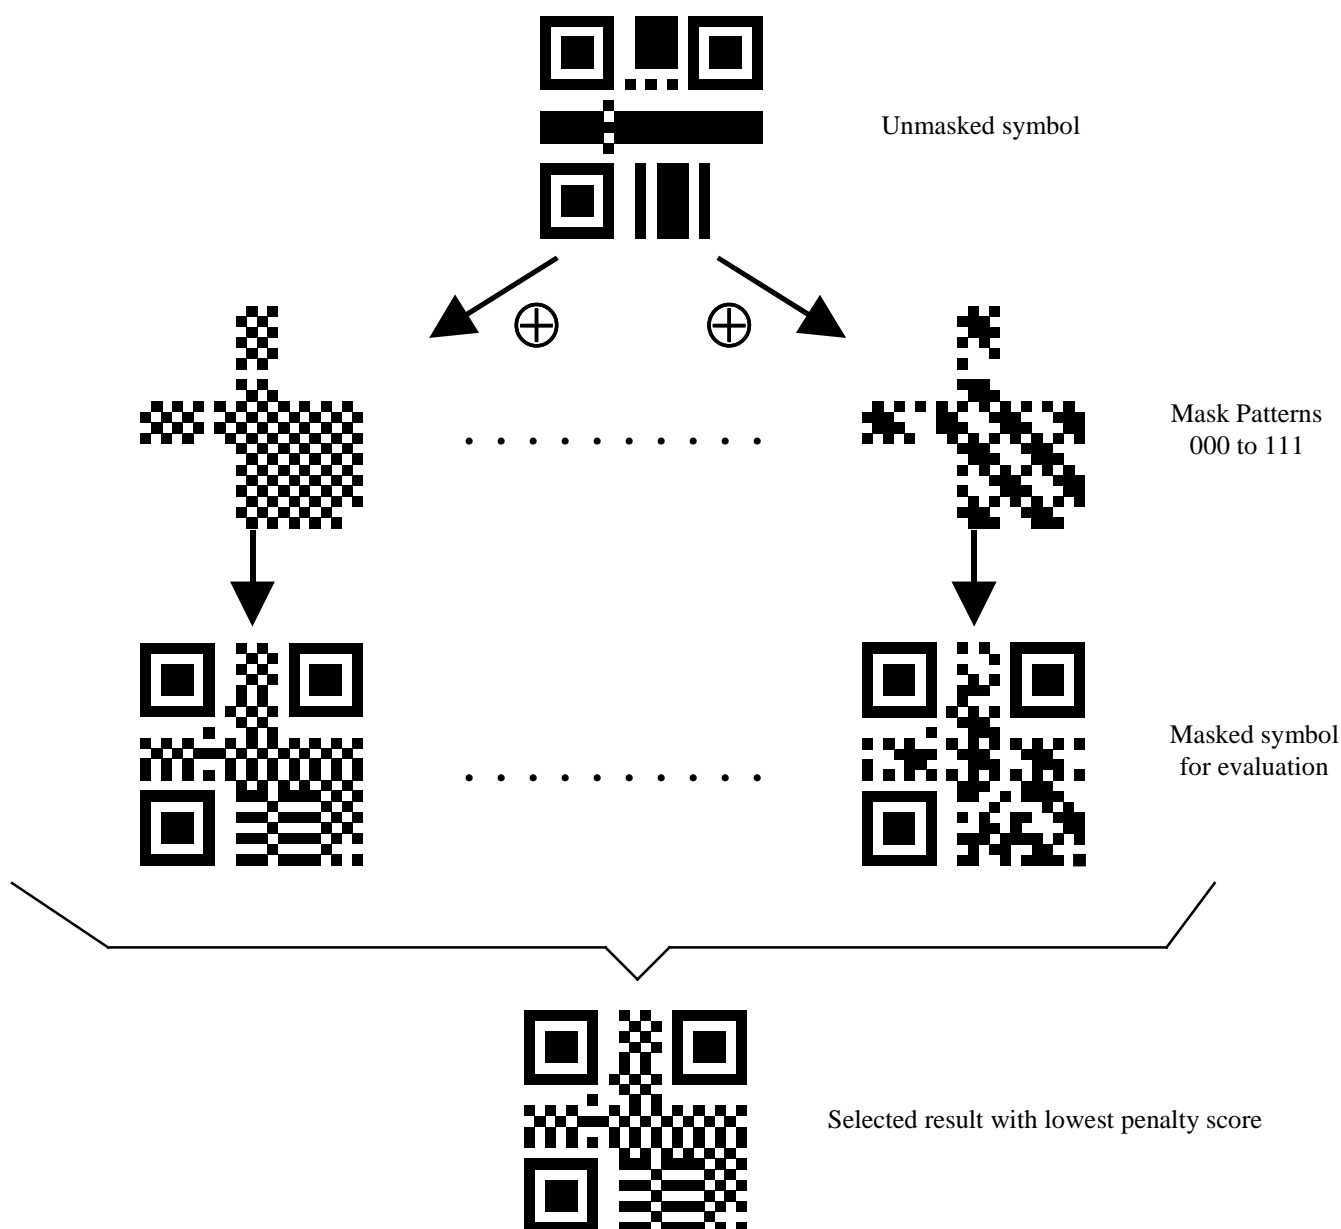 Unmasked symbol
Mask Patterns
000 to 111
Masked symbol
for evaluation
Selected result with lowest penalty score